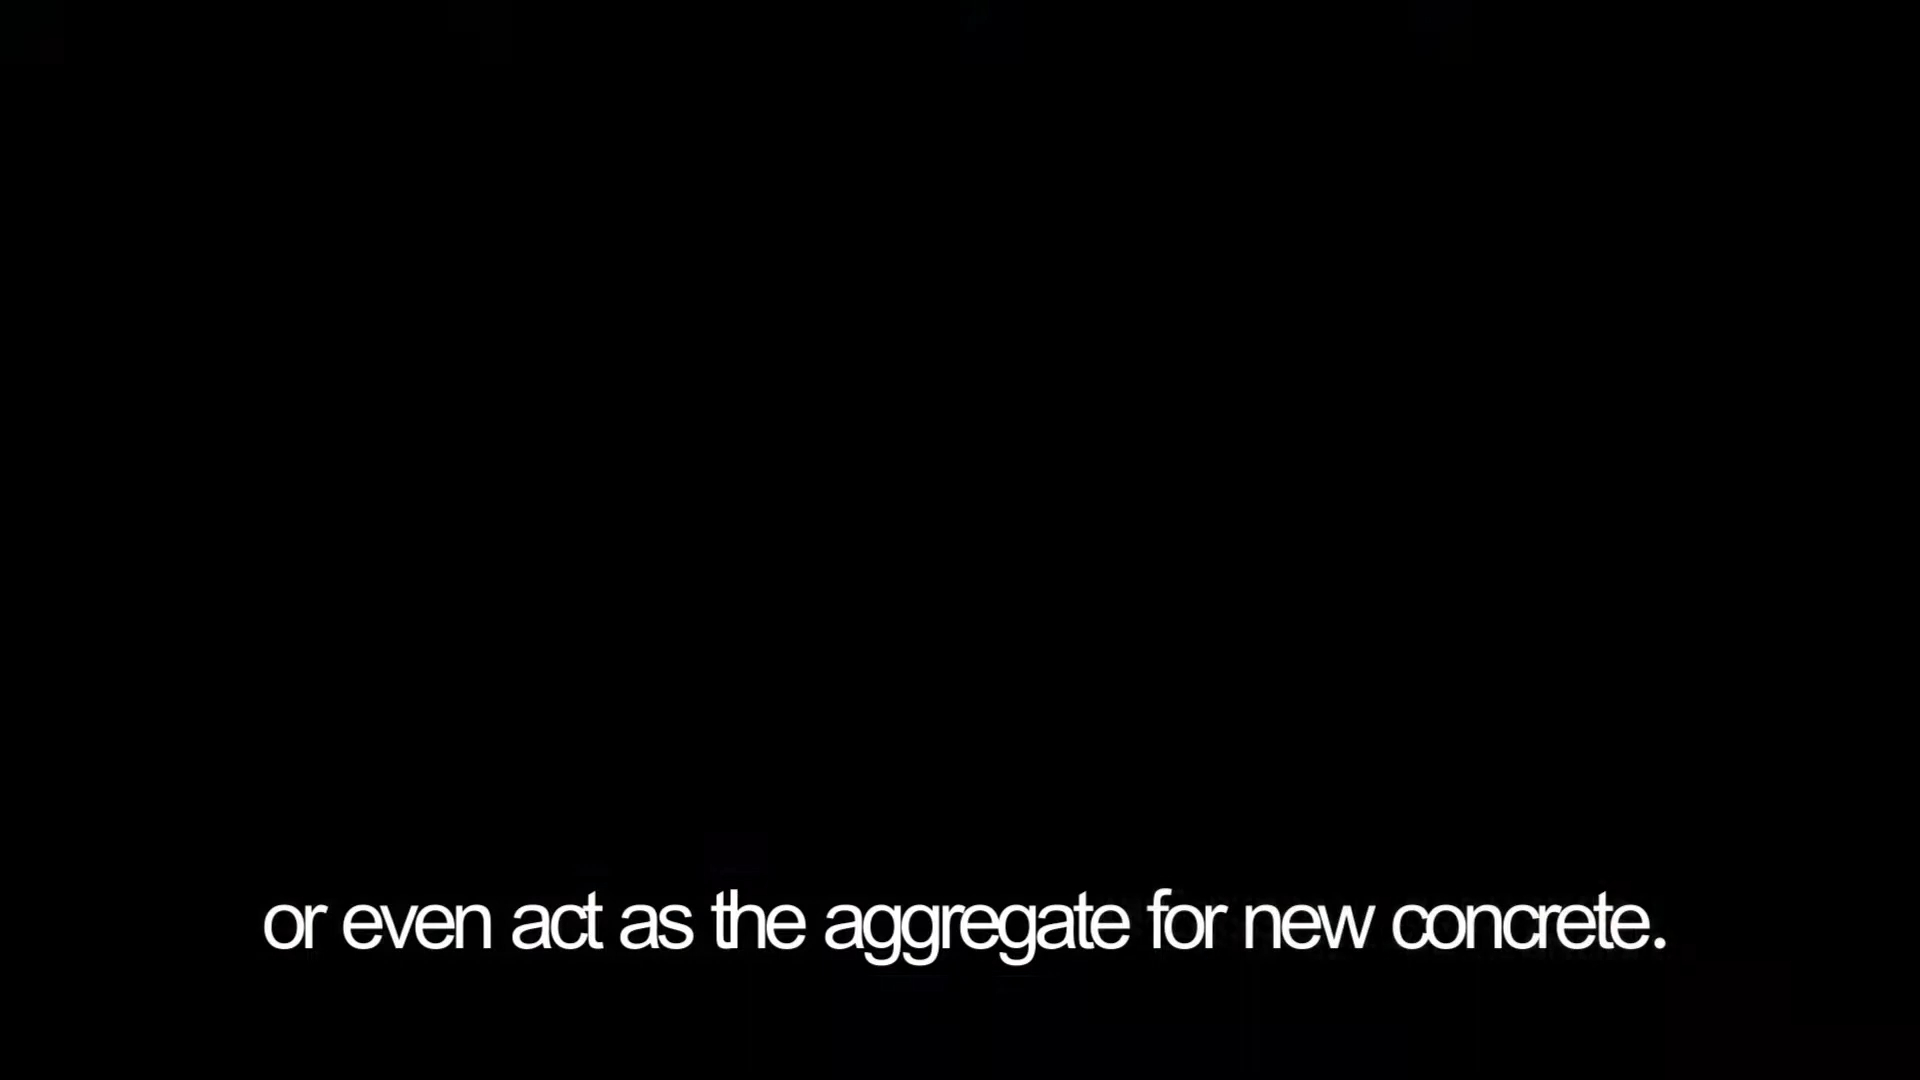 or even act as the aggregate for new concrete.